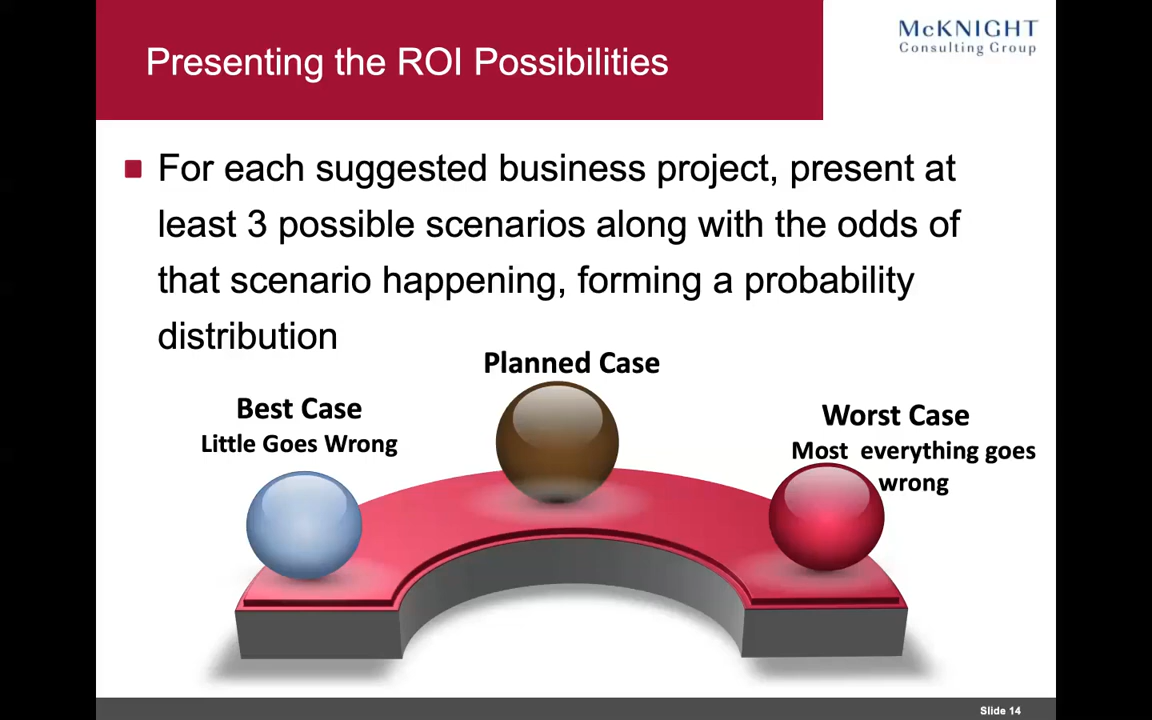 Presenting the ROI Possibilities
McKNIGHT
Consulting Group
For each suggested business project, present at
least 3 possible scenarios along with the odds of
that scenario happening, forming a probability
distribution
Planned Case
Best Case
Little Goes Wrong
Worst Case
Most everything goes
wrong
Slide 14